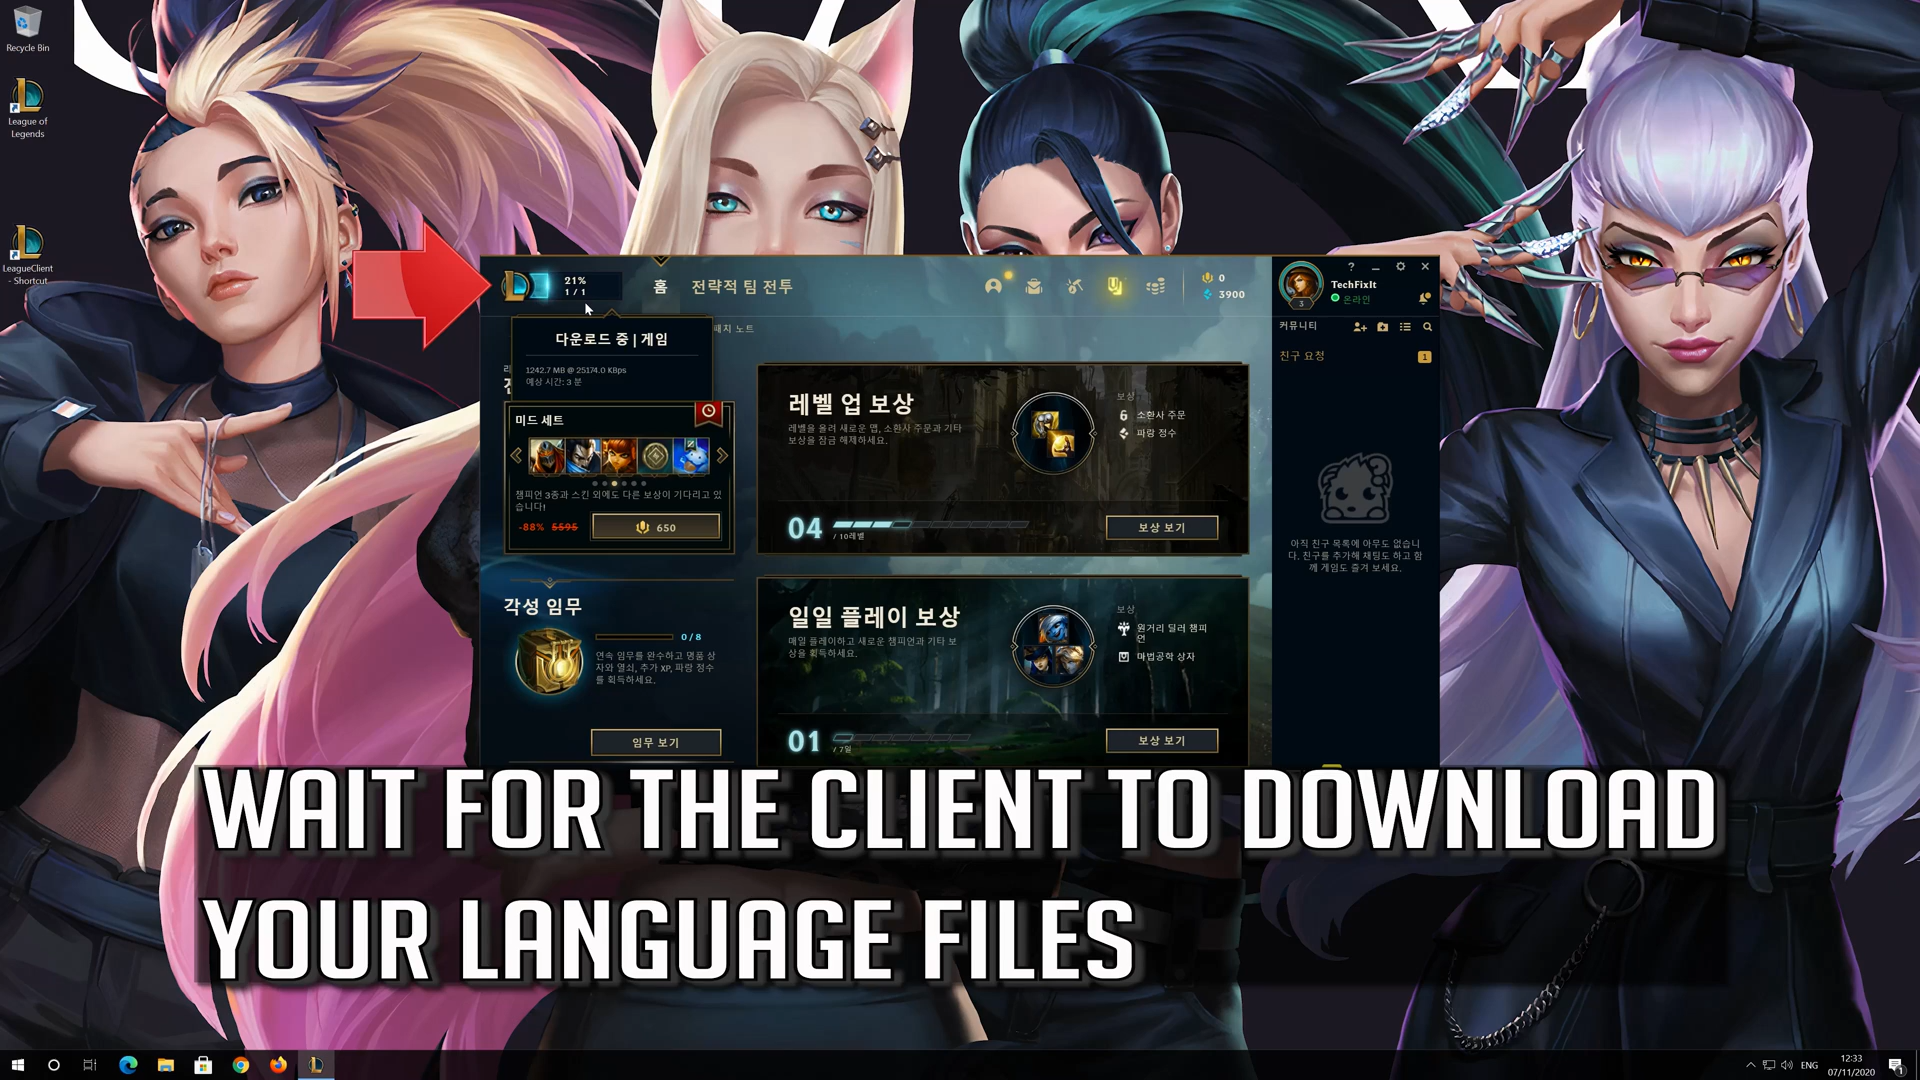 Recycle Bin
League of
Legends
LeagueClient
- Shortcut
21%
1 / 1
홈
전략적 팀 전투
0
3900
3
TechFixIt
온라인
패치 노트
다운로드 중 | 게임
1242.7 MB @ 25174.0 KBps
예상 시간: 3 분
커뮤니티
친구 요청
1
미드 세트
챔피언 3종과 스킨 외에도 다른 보상이 기다리고 있
습니다!
-88% 5595
650
레벨 업 보상
레벨을 올려 새로운 맵, 소환사 주문과 기타
보상을 잠금 해제하세요.
보상
6 소환사 주문
파랑 정수
04
/ 10레벨
보상 보기
아직 친구 목록에 아무도 없습니
다. 친구를 추가해 채팅도 하고 함
께 게임도 즐겨 보세요.
각성 임무
0 / 8
연속 임무를 완수하고 명품 상
자와 열쇠, 추가 XP, 파랑 정수
를 획득하세요.
임무 보기
일일 플레이 보상
매일 플레이하고 새로운 챔피언과 기타 보
상을 획득하세요.
보상
원거리 딜러 챔피
언
마법공학 상자
01
/ 7일
보상 보기
WAIT FOR THE CLIENT TO DOWNLOAD
YOUR LANGUAGE FILES
ENG
12:33
07/11/2020
1